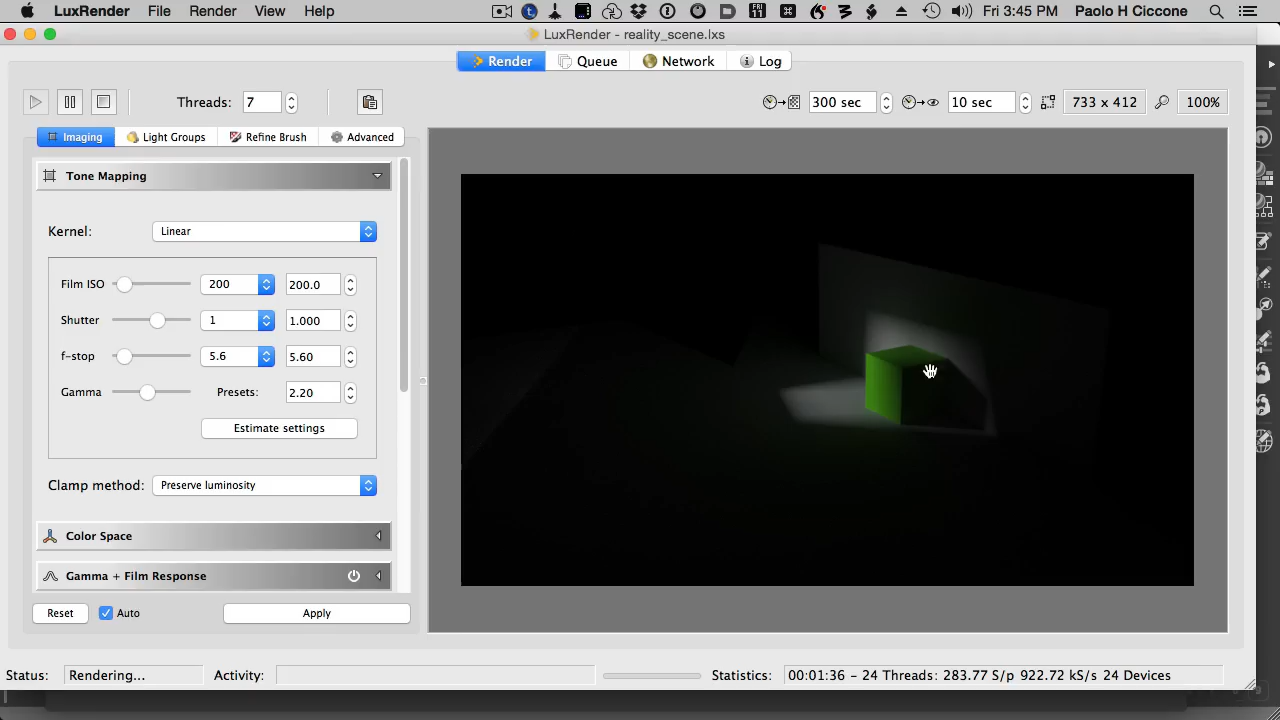 LuxRender File Render View Help FRI 11 Fri 3:45 PM Paolo H Ciccone
LuxRender - reality_scene.lxs
Render Queue Network Log
Threads: 7 300 sec 10 sec 733 x 412 100%
Imaging Light Groups Refine Brush Advanced
Tone Mapping
Kernel: Linear
Film ISO 200 200.0
Shutter 1 1.000
f-stop 5.6 5.60
Gamma Presets: 2.20
Estimate settings
Clamp method: Preserve luminosity
Color Space
Gamma + Film Response
Reset Auto Apply
Status: Rendering... Activity: Statistics: 00:01:36 - 24 Threads: 283.77 S/p 922.72 kS/s 24 Devices